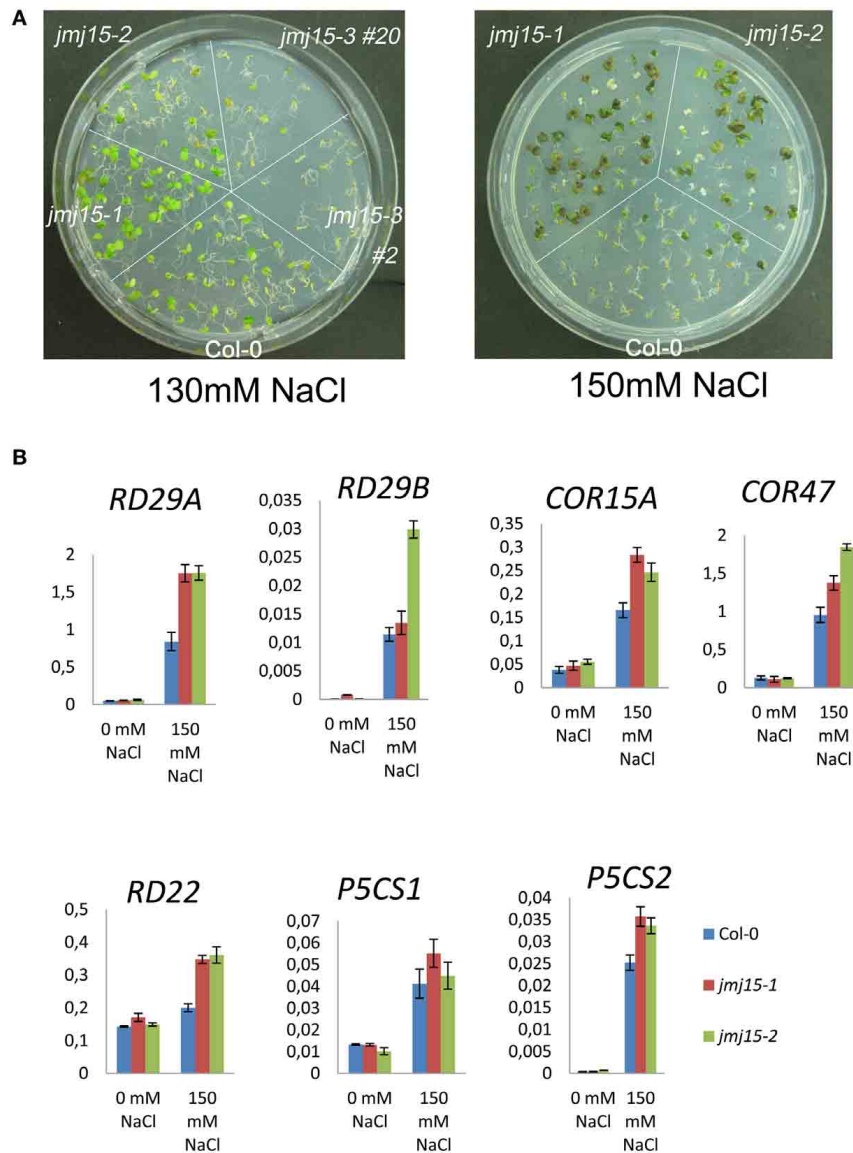 A
jmj15-2
jmj15-3 #20
jmj15-1
jmj15-3
#2
Col-0
130mM NaCl
jmj15-1
jmj15-2
Col-0
150mM NaCl
B
RD29A
2
1,5
1
0,5
0
0 mM
NaCl
150
mM
NaCl
RD29B
0,035
0,03
0,025
0,02
0,015
0,01
0,005
0
0 mM
NaCl
150
mM
NaCl
COR15A
0,35
0,3
0,25
0,2
0,15
0,1
0,05
0
0 mM
NaCl
150
mM
NaCl
COR47
2
1,5
1
0,5
0
0 mM
NaCl
150
mM
NaCl
RD22
0,5
0,4
0,3
0,2
0,1
0
0 mM
NaCl
150
mM
NaCl
P5CS1
0,07
0,06
0,05
0,04
0,03
0,02
0,01
0
0 mM
NaCl
150
mM
NaCl
P5CS2
0,04
0,035
0,03
0,025
0,02
0,015
0,01
0,005
0
0 mM
NaCl
150
mM
NaCl
Col-0
jmj15-1
jmj15-2